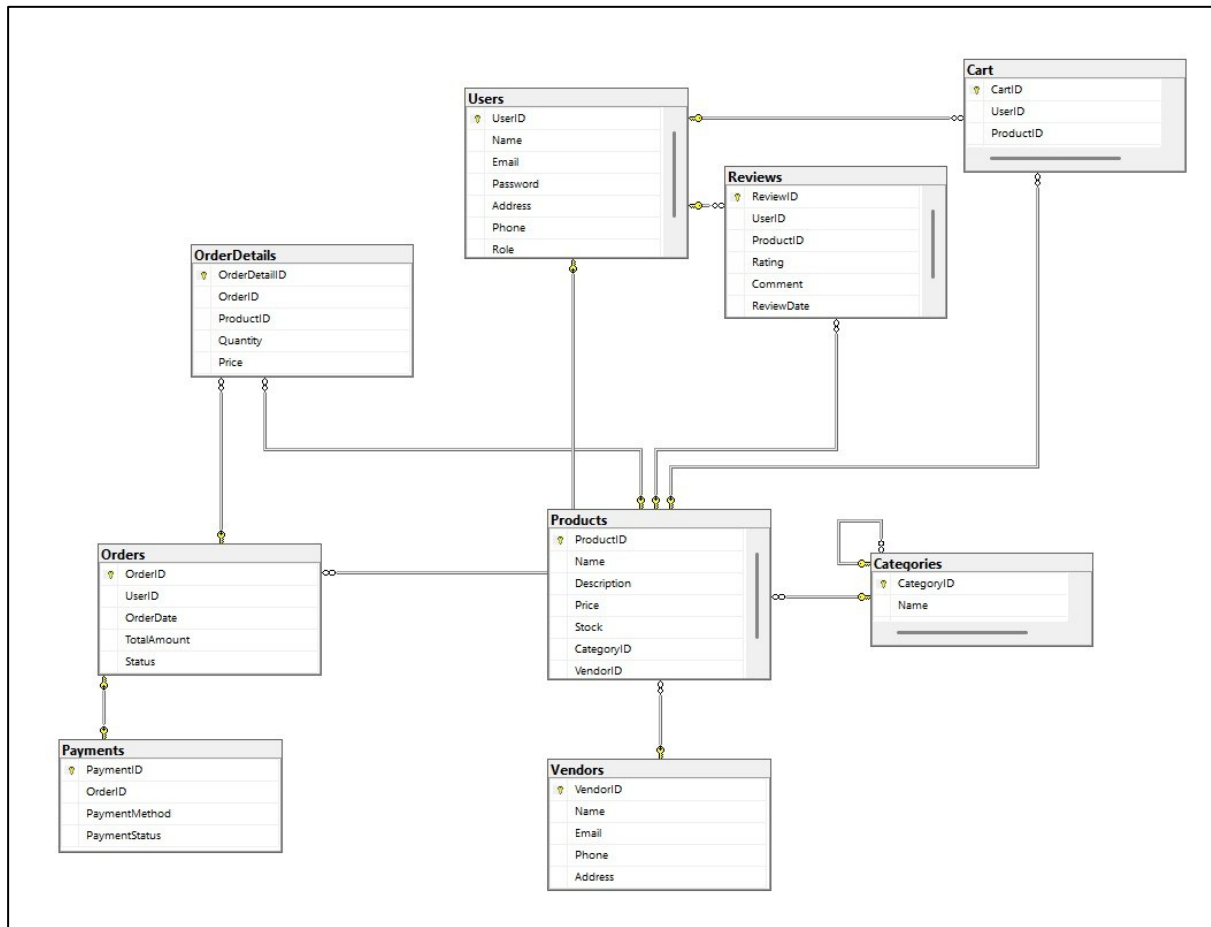 Cart
CartID
UserID
ProductID
Users
UserID
Name
Email
Password
Address
Phone
Role
Reviews
ReviewID
UserID
ProductID
Rating
Comment
ReviewDate
OrderDetails
OrderDetailID
OrderID
ProductID
Quantity
Price
Products
ProductID
Name
Description
Price
Stock
CategoryID
VendorID
Orders
OrderID
UserID
OrderDate
TotalAmount
Status
Categories
CategoryID
Name
Payments
PaymentID
OrderID
PaymentMethod
PaymentStatus
Vendors
VendorID
Name
Email
Phone
Address